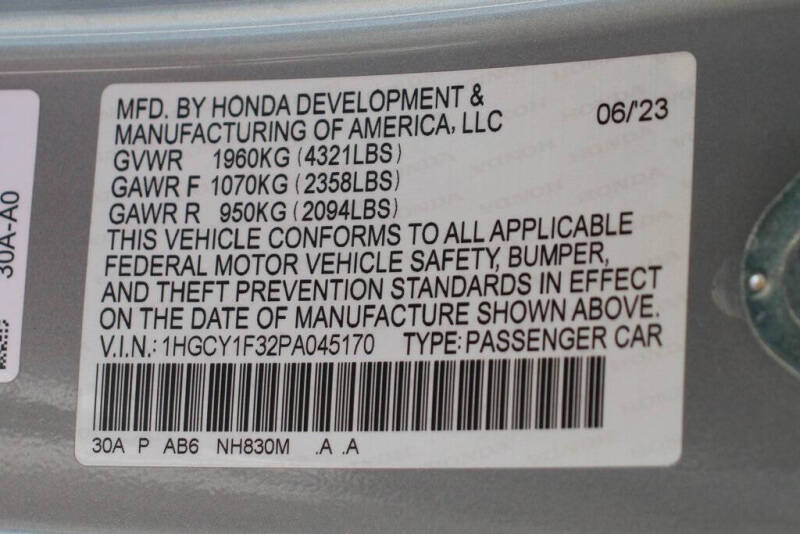 MFD. BY HONDA DEVELOPMENT &
MANUFACTURING OF AMERICA, LLC 06/'23
GVWR 1960KG (4321LBS)
GAWR F 1070KG (2358LBS)
GAWR R 950KG (2094LBS)
THIS VEHICLE CONFORMS TO ALL APPLICABLE
FEDERAL MOTOR VEHICLE SAFETY, BUMPER,
AND THEFT PREVENTION STANDARDS IN EFFECT
ON THE DATE OF MANUFACTURE SHOWN ABOVE.
V.I.N.: 1HGCY1F32PA045170 TYPE: PASSENGER CAR
30A P AB6 NH830M .A .A
30A-A0